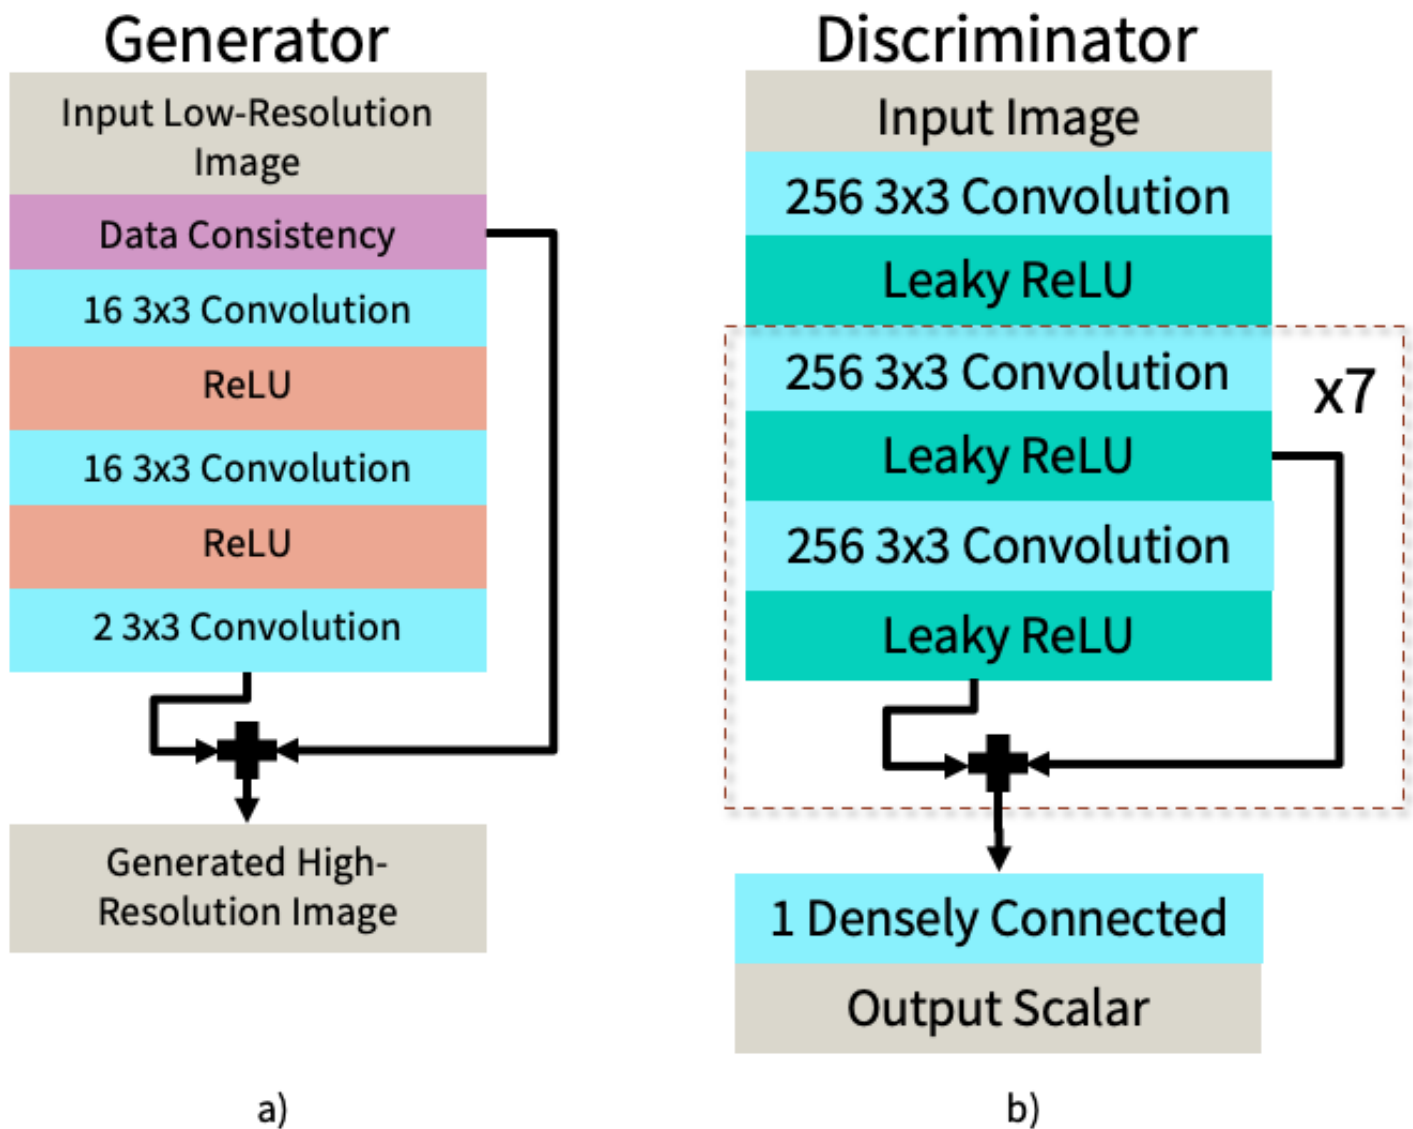 Generator
Input Low-Resolution
Image
Data Consistency
16 3x3 Convolution
ReLU
16 3x3 Convolution
ReLU
2 3x3 Convolution
Generated High-
Resolution Image
a)
Discriminator
Input Image
256 3x3 Convolution
Leaky ReLU
256 3x3 Convolution
x7
Leaky ReLU
256 3x3 Convolution
Leaky ReLU
1 Densely Connected
Output Scalar
b)